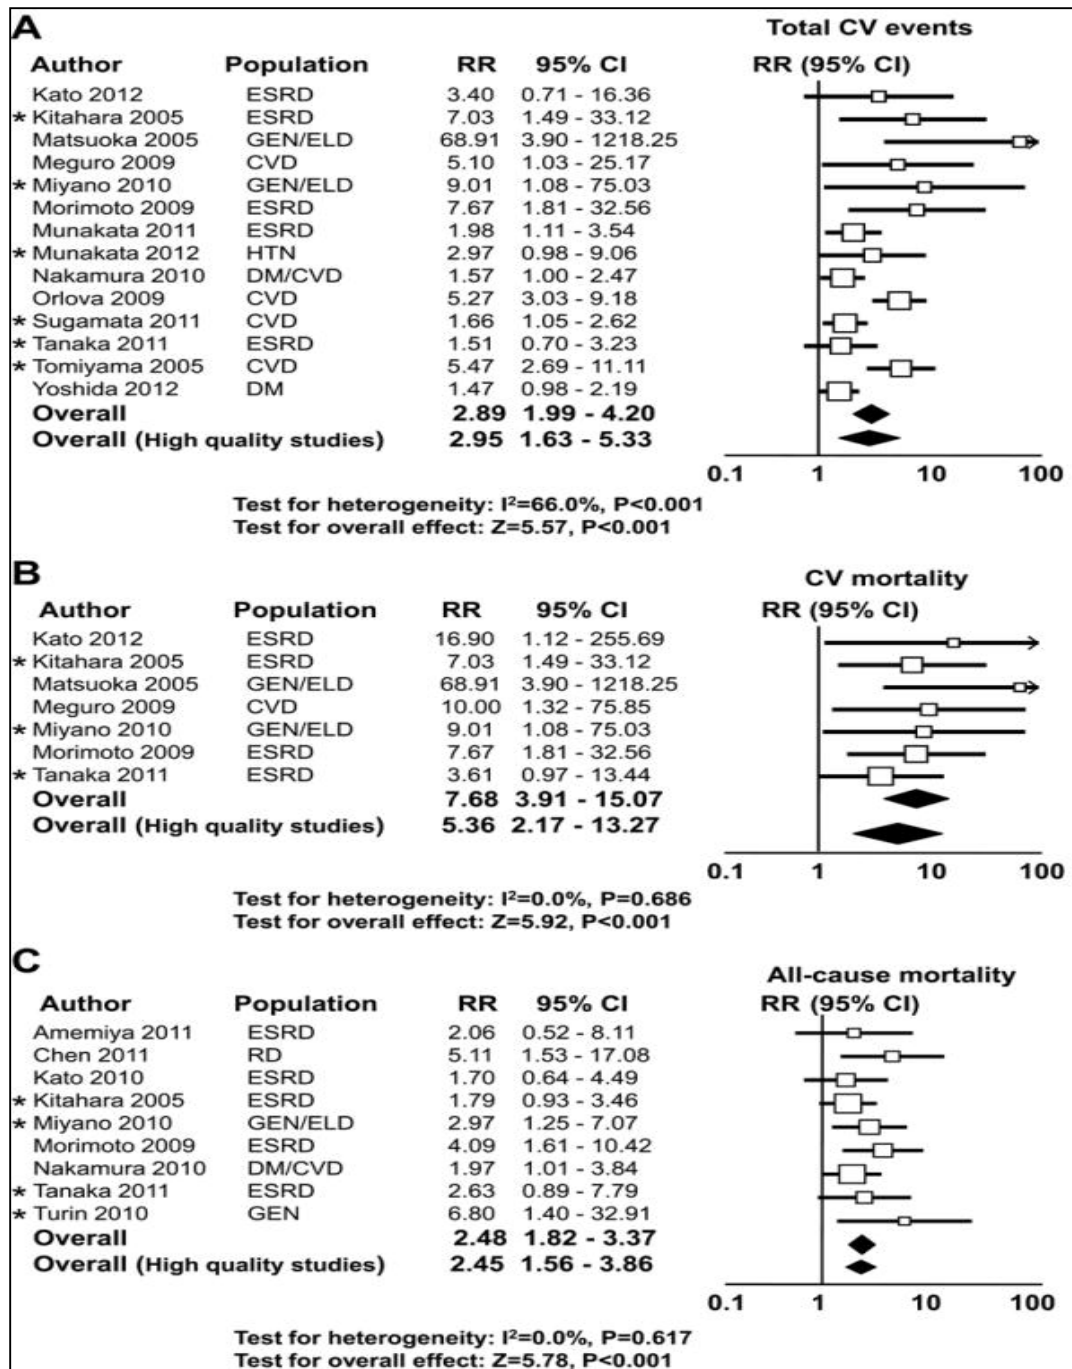 A
Total CV events
Author Population RR 95% CI RR (95% CI)
Kato 2012 ESRD 3.40 0.71 - 16.36
* Kitahara 2005 ESRD 7.03 1.49 - 33.12
Matsuoka 2005 GEN/ELD 68.91 3.90 - 1218.25
Meguro 2009 CVD 5.10 1.03 - 25.17
* Miyano 2010 GEN/ELD 9.01 1.08 - 75.03
Morimoto 2009 ESRD 7.67 1.81 - 32.56
Munakata 2011 ESRD 1.98 1.11 - 3.54
* Munakata 2012 HTN 2.97 0.98 - 9.06
Nakamura 2010 DM/CVD 1.57 1.00 - 2.47
Orlova 2009 CVD 5.27 3.03 - 9.18
* Sugamata 2011 CVD 1.66 1.05 - 2.62
* Tanaka 2011 ESRD 1.51 0.70 - 3.23
* Tomiyama 2005 CVD 5.47 2.69 - 11.11
Yoshida 2012 DM 1.47 0.98 - 2.19
Overall 2.89 1.99 - 4.20
Overall (High quality studies) 2.95 1.63 - 5.33
0.1 1 10 100
Test for heterogeneity: I²=66.0%, P<0.001
Test for overall effect: Z=5.57, P<0.001
B
CV mortality
Author Population RR 95% CI RR (95% CI)
Kato 2012 ESRD 16.90 1.12 - 255.69
* Kitahara 2005 ESRD 7.03 1.49 - 33.12
Matsuoka 2005 GEN/ELD 68.91 3.90 - 1218.25
Meguro 2009 CVD 10.00 1.32 - 75.85
* Miyano 2010 GEN/ELD 9.01 1.08 - 75.03
Morimoto 2009 ESRD 7.67 1.81 - 32.56
* Tanaka 2011 ESRD 3.61 0.97 - 13.44
Overall 7.68 3.91 - 15.07
Overall (High quality studies) 5.36 2.17 - 13.27
0.1 1 10 100
Test for heterogeneity: I²=0.0%, P=0.686
Test for overall effect: Z=5.92, P<0.001
C
All-cause mortality
Author Population RR 95% CI RR (95% CI)
Amemiya 2011 ESRD 2.06 0.52 - 8.11
Chen 2011 RD 5.11 1.53 - 17.08
Kato 2010 ESRD 1.70 0.64 - 4.49
* Kitahara 2005 ESRD 1.79 0.93 - 3.46
* Miyano 2010 GEN/ELD 2.97 1.25 - 7.07
Morimoto 2009 ESRD 4.09 1.61 - 10.42
Nakamura 2010 DM/CVD 1.97 1.01 - 3.84
* Tanaka 2011 ESRD 2.63 0.89 - 7.79
* Turin 2010 GEN 6.80 1.40 - 32.91
Overall 2.48 1.82 - 3.37
Overall (High quality studies) 2.45 1.56 - 3.86
0.1 1 10 100
Test for heterogeneity: I²=0.0%, P=0.617
Test for overall effect: Z=5.78, P<0.001